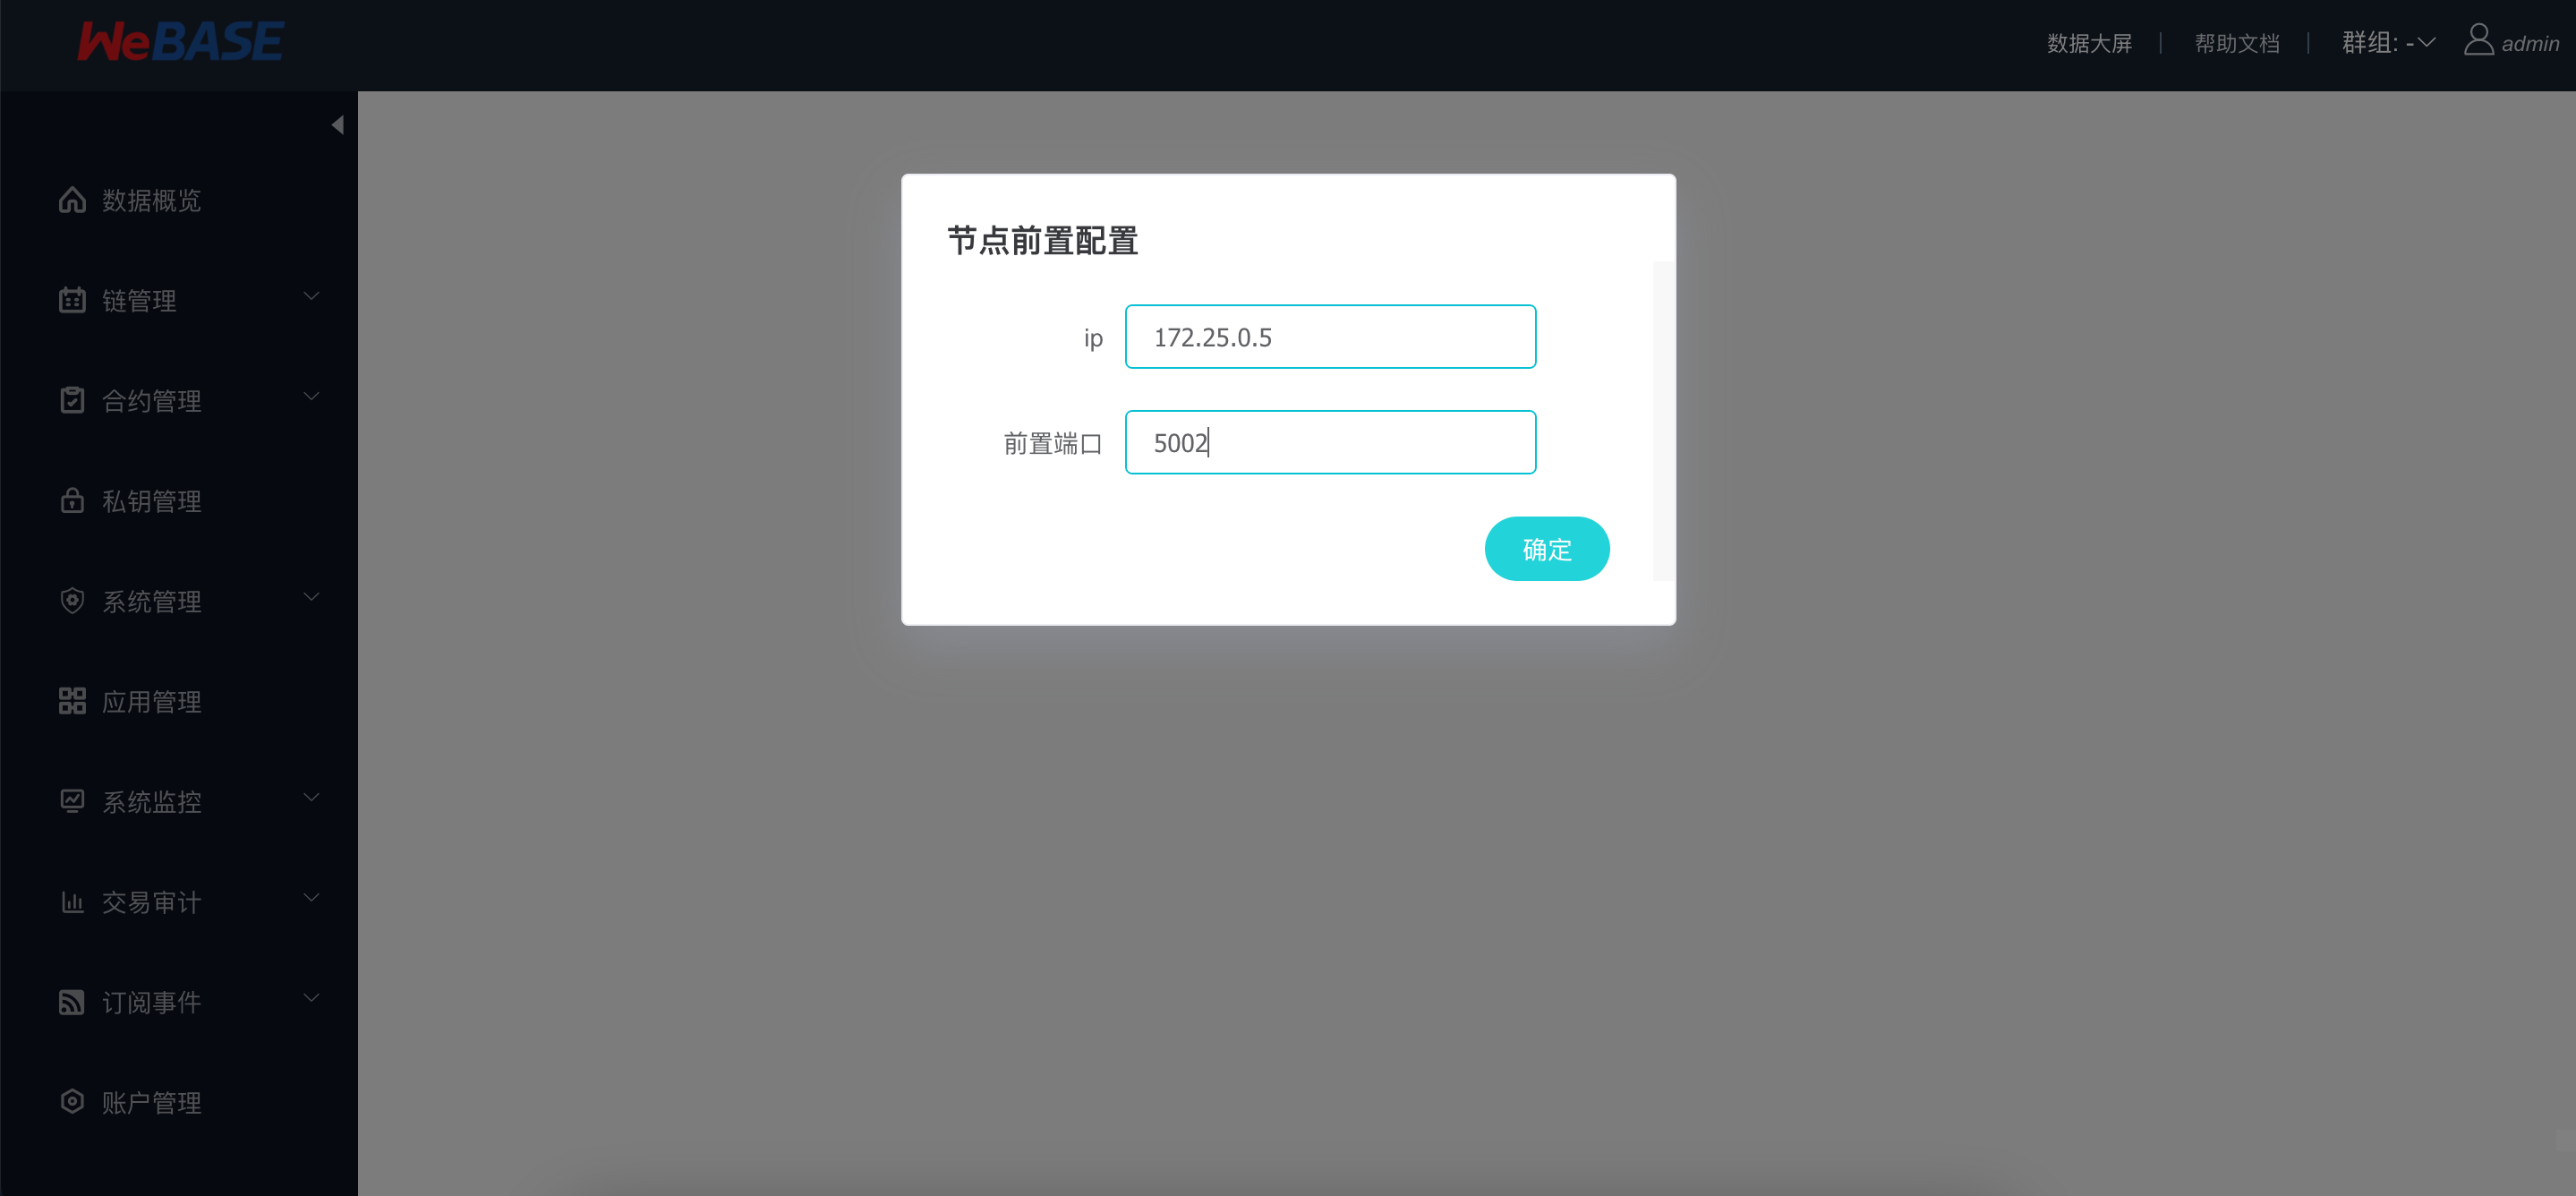 WeBASE
数据大屏 | 帮助文档 | 群组: - admin
数据概览
链管理
合约管理
私钥管理
系统管理
应用管理
系统监控
交易审计
订阅事件
账户管理
节点前置配置
ip 172.25.0.5
前置端口 5002
确定